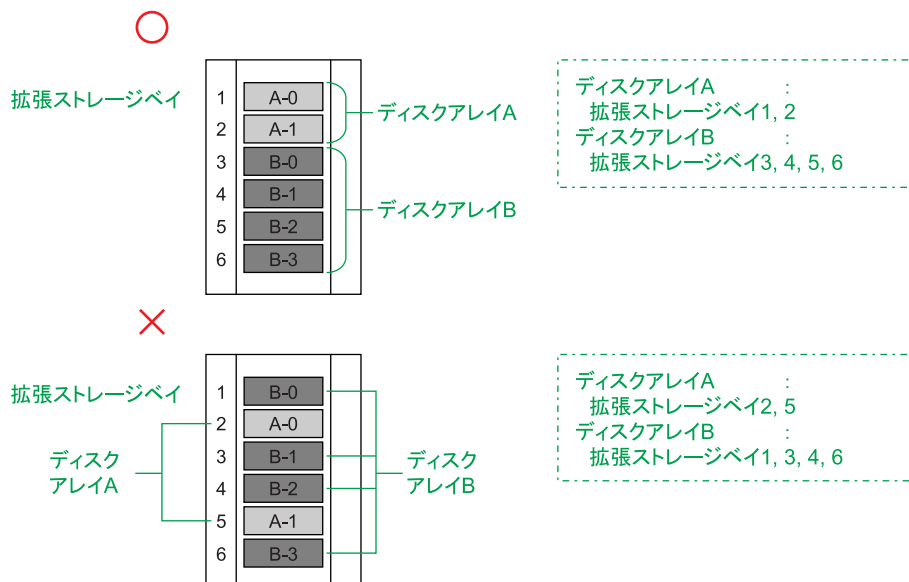 拡張ストレージベイ
1 A-0
2 A-1
3 B-0
4 B-1
5 B-2
6 B-3
ディスクアレイA
ディスクアレイB
ディスクアレイA :
拡張ストレージベイ1, 2
ディスクアレイB :
拡張ストレージベイ3, 4, 5, 6
拡張ストレージベイ
1 B-0
2 A-0
3 B-1
4 B-2
5 A-1
6 B-3
ディスク
アレイA
ディスク
アレイB
ディスクアレイA :
拡張ストレージベイ2, 5
ディスクアレイB :
拡張ストレージベイ1, 3, 4, 6